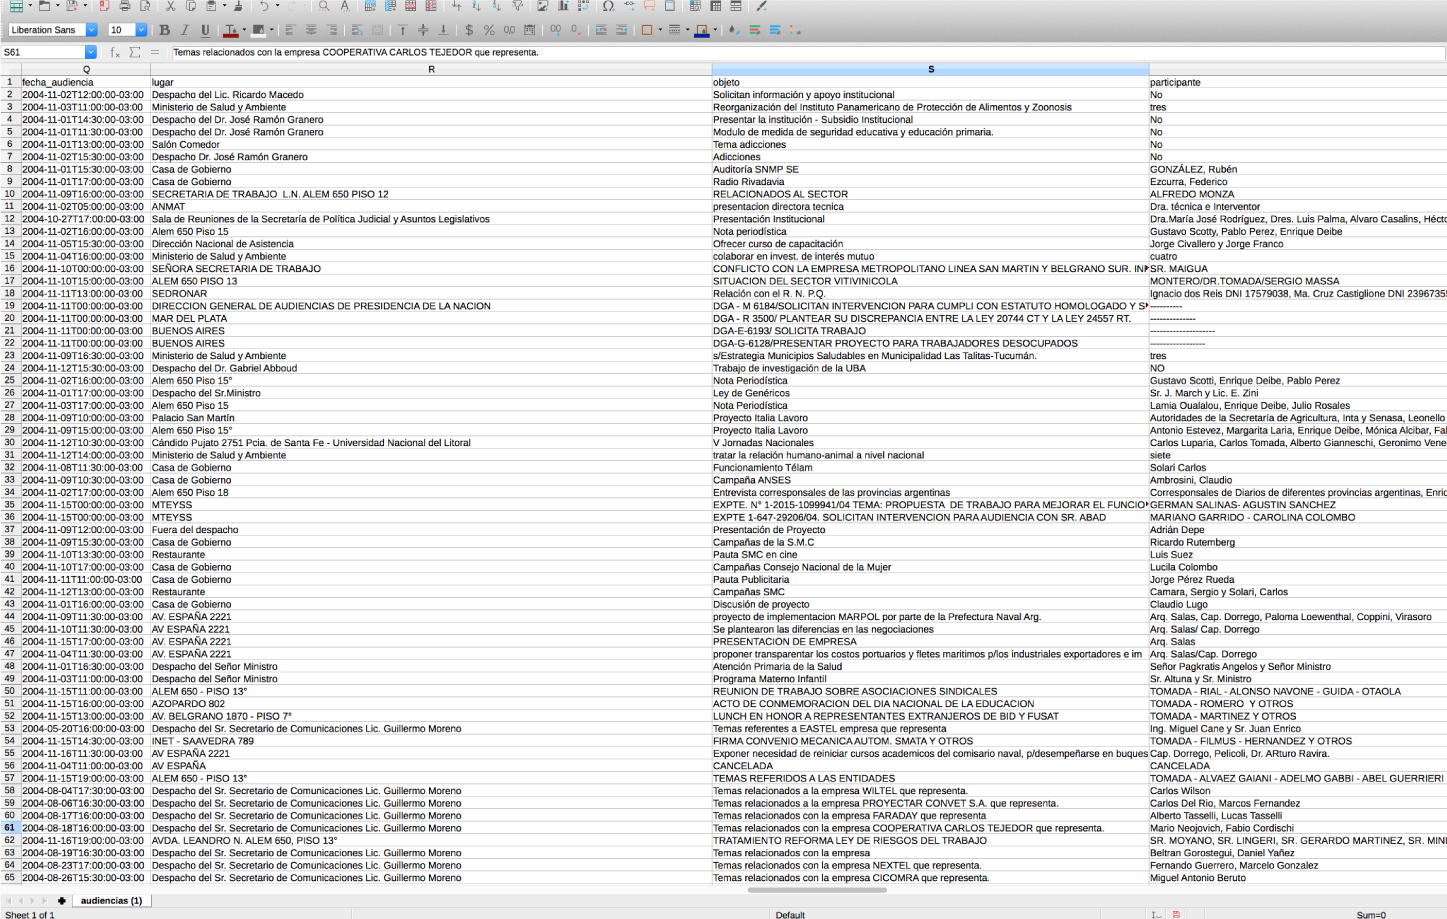 Liberation Sans 10 B I U $ % 0,0
S61 fx Σ = Temas relacionados con la empresa COOPERATIVA CARLOS TEJEDOR que representa.
Q R S
1 fecha_audiencia lugar objeto participante
2 2004-11-02T12:00:00-03:00 Despacho del Lic. Ricardo Macedo Solicitan información y apoyo institucional No
3 2004-11-03T11:00:00-03:00 Ministerio de Salud y Ambiente Reorganización del Instituto Panamericano de Protección de Alimentos y Zoonosis tres
4 2004-11-01T14:30:00-03:00 Despacho del Dr. José Ramón Granero Presentar la institución - Subsidio Institucional No
5 2004-11-01T11:30:00-03:00 Despacho del Dr. José Ramón Granero Modulo de medida de seguridad educativa y educación primaria. No
6 2004-11-01T13:00:00-03:00 Salón Comedor Tema adicciones No
7 2004-11-02T15:30:00-03:00 Despacho Dr. José Ramón Granero Adicciones No
8 2004-11-01T15:30:00-03:00 Casa de Gobierno Auditoría SNMP SE GONZÁLEZ, Rubén
9 2004-11-01T17:00:00-03:00 Casa de Gobierno Radio Rivadavia Ezcurra, Federico
10 2004-11-09T16:00:00-03:00 SECRETARIA DE TRABAJO L.N. ALEM 650 PISO 12 RELACIONADOS AL SECTOR ALFREDO MONZA
11 2004-11-02T05:00:00-03:00 ANMAT presentacion directora tecnica Dra. técnica e Interventor
12 2004-10-27T17:00:00-03:00 Sala de Reuniones de la Secretaría de Política Judicial y Asuntos Legislativos Presentación Institucional Dra.María José Rodríguez, Dres. Luis Palma, Alvaro Casalins, Hécto
13 2004-11-02T16:00:00-03:00 Alem 650 Piso 15 Nota periodística Gustavo Scotty, Pablo Perez, Enrique Deibe
14 2004-11-05T15:30:00-03:00 Dirección Nacional de Asistencia Ofrecer curso de capacitación Jorge Civallero y Jorge Franco
15 2004-11-04T16:00:00-03:00 Ministerio de Salud y Ambiente colaborar en invest. de interés mutuo cuatro
16 2004-11-10T00:00:00-03:00 SEÑORA SECRETARIA DE TRABAJO CONFLICTO CON LA EMPRESA METROPOLITANO LINEA SAN MARTIN Y BELGRANO SUR. SR. MAIGUA
17 2004-11-10T15:00:00-03:00 ALEM 650 PISO 13 SITUACION DEL SECTOR VITIVINICOLA MONTERO/DR.TOMADA/SERGIO MASSA
18 2004-11-11T13:00:00-03:00 SEDRONAR Relación con el R. N. P.Q. Ignacio dos Reis DNI 17579038, Ma. Cruz Castiglione DNI 2396735
19 2004-11-11T00:00:00-03:00 DIRECCION GENERAL DE AUDIENCIAS DE PRESIDENCIA DE LA NACION DGA - M 6184/SOLICITAN INTERVENCION PARA CUMPLI CON ESTATUTO HOMOLOGADO Y ----------
20 2004-11-11T00:00:00-03:00 MAR DEL PLATA DGA - R 3500/ PLANTEAR SU DISCREPANCIA ENTRE LA LEY 20744 CT Y LA LEY 24557 RT. --------------
21 2004-11-11T00:00:00-03:00 BUENOS AIRES DGA-E-6193/ SOLICITA TRABAJO --------------------
22 2004-11-11T00:00:00-03:00 BUENOS AIRES DGA-G-6128/PRESENTAR PROYECTO PARA TRABAJADORES DESOCUPADOS -----------------
23 2004-11-09T16:30:00-03:00 Ministerio de Salud y Ambiente s/Estrategia Municipios Saludables en Municipalidad Las Talitas-Tucumán. tres
24 2004-11-12T15:30:00-03:00 Despacho del Dr. Gabriel Abboud Trabajo de investigación de la UBA NO
25 2004-11-02T16:00:00-03:00 Alem 650 Piso 15° Nota Periodística Gustavo Scotti, Enrique Deibe, Pablo Perez
26 2004-11-01T17:00:00-03:00 Despacho del Sr.Ministro Ley de Genéricos Sr. J. March y Lic. E. Zini
27 2004-11-03T17:00:00-03:00 Alem 650 Piso 15 Nota Periodística Lamia Oualalou, Enrique Deibe, Julio Rosales
28 2004-11-09T10:00:00-03:00 Palacio San Martín Proyecto Italia Lavoro Autoridades de la Secretaría de Agricultura, Inta y Senasa, Leonello
29 2004-11-09T15:00:00-03:00 Alem 650 Piso 15° Proyecto Italia Lavoro Antonio Estevez, Margarita Laria, Enrique Deibe, Mónica Alcibar, Fal
30 2004-11-12T10:30:00-03:00 Cándido Pujato 2751 Pcia. de Santa Fe - Universidad Nacional del Litoral V Jornadas Nacionales Carlos Luparia, Carlos Tomada, Alberto Gianneschi, Geronimo Vene
31 2004-11-12T14:00:00-03:00 Ministerio de Salud y Ambiente tratar la relación humano-animal a nivel nacional siete
32 2004-11-08T11:30:00-03:00 Casa de Gobierno Funcionamiento Télam Solari Carlos
33 2004-11-09T10:30:00-03:00 Casa de Gobierno Campaña ANSES Ambrosini, Claudio
34 2004-11-02T17:00:00-03:00 Alem 650 Piso 18 Entrevista corresponsales de las provincias argentinas Corresponsales de Diarios de diferentes provincias argentinas, Enric
35 2004-11-15T00:00:00-03:00 MTEYSS EXPTE. N° 1-2015-1099941/04 TEMA: PROPUESTA DE TRABAJO PARA MEJORAR EL FUNCIO GERMAN SALINAS- AGUSTIN SANCHEZ
36 2004-11-15T00:00:00-03:00 MTEYSS EXPTE 1-647-29206/04. SOLICITAN INTERVENCION PARA AUDIENCIA CON SR. ABAD MARIANO GARRIDO - CAROLINA COLOMBO
37 2004-11-09T12:00:00-03:00 Fuera del despacho Presentación de Proyecto Adrián Depe
38 2004-11-09T15:30:00-03:00 Casa de Gobierno Campañas de la S.M.C Ricardo Rutemberg
39 2004-11-10T13:30:00-03:00 Restaurante Pauta SMC en cine Luis Suez
40 2004-11-10T17:00:00-03:00 Casa de Gobierno Campañas Consejo Nacional de la Mujer Lucila Colombo
41 2004-11-11T11:00:00-03:00 Casa de Gobierno Pauta Publicitaria Jorge Pérez Rueda
42 2004-11-12T13:00:00-03:00 Restaurante Campañas SMC Camara, Sergio y Solari, Carlos
43 2004-11-01T16:00:00-03:00 Casa de Gobierno Discusión de proyecto Claudio Lugo
44 2004-11-09T11:30:00-03:00 AV. ESPAÑA 2221 proyecto de implementacion MARPOL por parte de la Prefectura Naval Arg. Arq. Salas, Cap. Dorrego, Paloma Loewenthal, Coppini, Virasoro
45 2004-11-10T11:30:00-03:00 AV ESPAÑA 2221 Se plantearon las diferencias en las negociaciones Arq. Salas/ Cap. Dorrego
46 2004-11-15T17:00:00-03:00 AV. ESPAÑA 2221 PRESENTACION DE EMPRESA Arq. Salas
47 2004-11-04T11:30:00-03:00 AV. ESPAÑA 2221 proponer transparentar los costos portuarios y fletes maritimos p/los industriales exportadores e im Arq. Salas/Cap. Dorrego
48 2004-11-01T16:30:00-03:00 Despacho del Señor Ministro Atención Primaria de la Salud Señor Pagkratis Angelos y Señor Ministro
49 2004-11-03T11:00:00-03:00 Despacho del Señor Ministro Programa Materno Infantil Sr. Altuna y Sr. Ministro
50 2004-11-15T11:00:00-03:00 ALEM 650 - PISO 13° REUNION DE TRABAJO SOBRE ASOCIACIONES SINDICALES TOMADA - RIAL - ALONSO NAVONE - GUIDA - OTAOLA
51 2004-11-15T16:00:00-03:00 AZOPARDO 802 ACTO DE CONMEMORACION DEL DIA NACIONAL DE LA EDUCACION TOMADA - ROMERO Y OTROS
52 2004-11-15T13:00:00-03:00 AV. BELGRANO 1870 - PISO 7° LUNCH EN HONOR A REPRESENTANTES EXTRANJEROS DE BID Y FUSAT TOMADA - MARTINEZ Y OTROS
53 2004-05-20T16:00:00-03:00 Despacho del Sr. Secretario de Comunicaciones Lic. Guillermo Moreno Temas referentes a EASTEL empresa que representa Ing. Miguel Cane y Sr. Juan Enrico
54 2004-11-15T14:30:00-03:00 INET - SAAVEDRA 789 FIRMA CONVENIO MECANICA AUTOM. SMATA Y OTROS TOMADA - FILMUS - HERNANDEZ Y OTROS
55 2004-11-16T11:30:00-03:00 AV ESPAÑA 2221 Exponer necesidad de reiniciar cursos academicos del comisario naval, p/desempeñarse en buques Cap. Dorrego, Pelicoli, Dr. ARturo Ravira.
56 2004-11-04T11:00:00-03:00 AV ESPAÑA CANCELADA CANCELADA
57 2004-11-15T19:00:00-03:00 ALEM 650 - PISO 13° TEMAS REFERIDOS A LAS ENTIDADES TOMADA - ALVAEZ GAIANI - ADELMO GABBI - ABEL GUERRIERI
58 2004-08-04T17:30:00-03:00 Despacho del Sr. Secretario de Comunicaciones Lic. Guillermo Moreno Temas relacionados a la empresa WILTEL que representa. Carlos Wilson
59 2004-08-06T16:30:00-03:00 Despacho del Sr. Secretario de Comunicaciones Lic. Guillermo Moreno Temas relacionados a la empresa PROYECTAR CONVET S.A. que representa. Carlos Del Rio, Marcos Fernandez
60 2004-08-17T16:00:00-03:00 Despacho del Sr. Secretario de Comunicaciones Lic. Guillermo Moreno Temas relacionados con la empresa FARADAY que representa Alberto Tasselli, Lucas Tasselli
61 2004-08-18T16:00:00-03:00 Despacho del Sr. Secretario de Comunicaciones Lic. Guillermo Moreno Temas relacionados con la empresa COOPERATIVA CARLOS TEJEDOR que representa. Mario Neojovich, Fabio Cordischi
62 2004-11-16T19:00:00-03:00 AVDA. LEANDRO N. ALEM 650, PISO 13° TRATAMIENTO REFORMA LEY DE RIESGOS DEL TRABAJO SR. MOYANO, SR. LINGERI, SR. GERARDO MARTINEZ, SR. MINI
63 2004-08-19T16:30:00-03:00 Despacho del Sr. Secretario de Comunicaciones Lic. Guillermo Moreno Temas relacionados con la empresa Beltran Gorostegui, Daniel Yañez
64 2004-08-23T17:00:00-03:00 Despacho del Sr. Secretario de Comunicaciones Lic. Guillermo Moreno Temas relacionados con la empresa NEXTEL que representa. Fernando Guerrero, Marcelo Gonzalez
65 2004-08-26T15:30:00-03:00 Despacho del Sr. Secretario de Comunicaciones Lic. Guillermo Moreno Temas relacionados con la empresa CICOMRA que representa. Miguel Antonio Beruto
audiencias (1)
Sheet 1 of 1 Default Sum=0